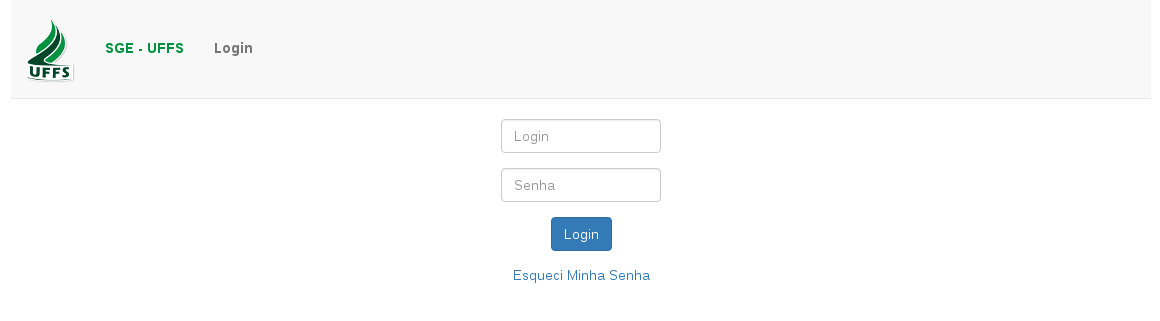 UFFS
SGE - UFFS
Login
Login
Senha
Login
Esqueci Minha Senha